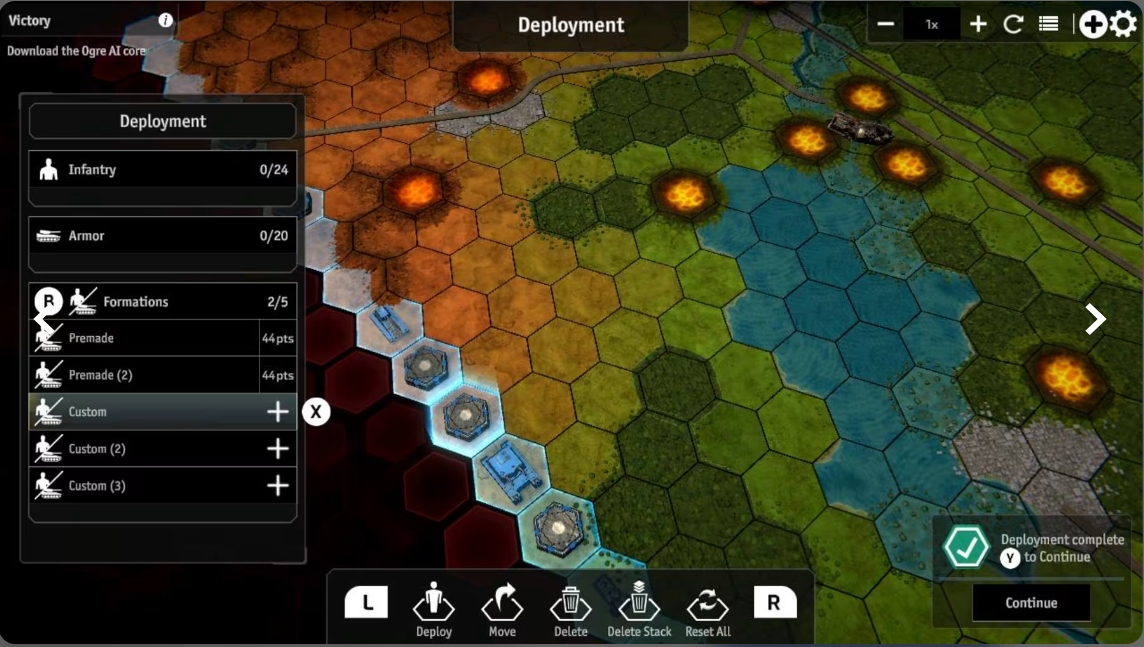 Victory
i
Download the Ogre AI core
Deployment
1x
Deployment
Infantry 0/24
Armor 0/20
R Formations 2/5
Premade 44pts
Premade (2) 44pts
Custom
X
Custom (2)
Custom (3)
Deployment complete
Y to Continue
Continue
L
Deploy
Move
Delete
Delete Stack
Reset All
R